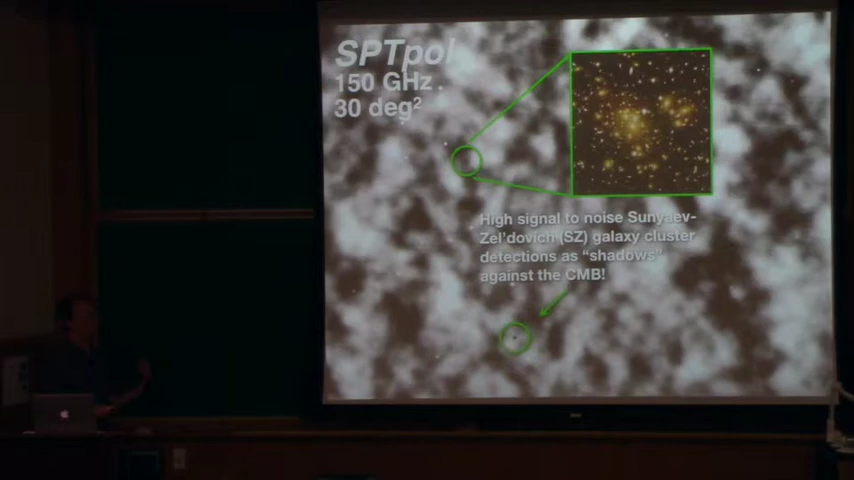 SPTpol
150 GHz
30 deg²
High signal to noise Sunyaev-
Zel'dovich (SZ) galaxy cluster
detections as "shadows"
against the CMB!